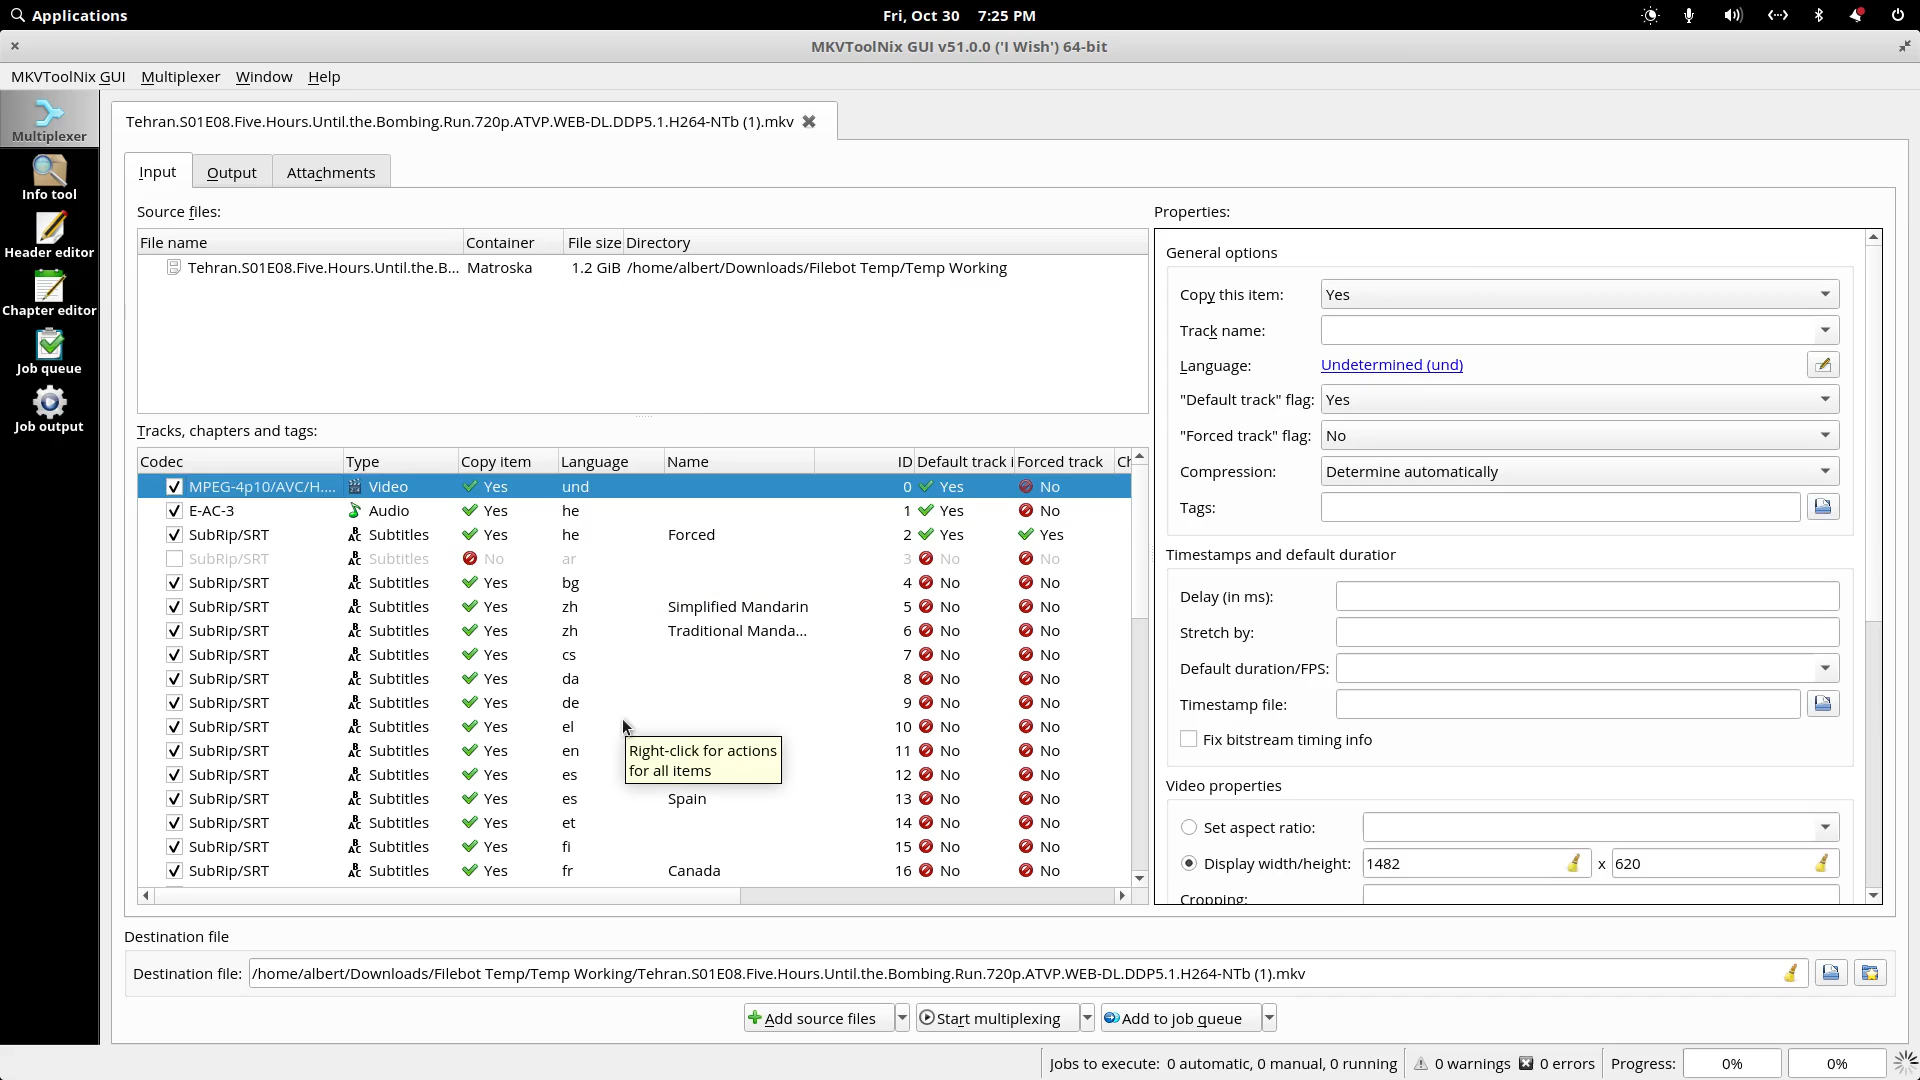 Applications
Fri, Oct 30 7:25 PM
MKVToolNix GUI v51.0.0 ('I Wish') 64-bit
MKVToolNix GUI Multiplexer Window Help
Multiplexer
Info tool
Header editor
Chapter editor
Job queue
Job output
Tehran.S01E08.Five.Hours.Until.the.Bombing.Run.720p.ATVP.WEB-DL.DDP5.1.H264-NTb (1).mkv
Input Output Attachments
Source files:
File name Container File size Directory
Tehran.S01E08.Five.Hours.Until.the.B... Matroska 1.2 GiB /home/albert/Downloads/Filebot Temp/Temp Working
Tracks, chapters and tags:
Codec Type Copy item Language Name ID Default track i Forced track Ch
MPEG-4p10/AVC/H.... Video Yes und 0 Yes No
E-AC-3 Audio Yes he 1 Yes No
SubRip/SRT Subtitles Yes he Forced 2 Yes Yes
SubRip/SRT Subtitles No ar 3 No No
SubRip/SRT Subtitles Yes bg 4 No No
SubRip/SRT Subtitles Yes zh Simplified Mandarin 5 No No
SubRip/SRT Subtitles Yes zh Traditional Manda... 6 No No
SubRip/SRT Subtitles Yes cs 7 No No
SubRip/SRT Subtitles Yes da 8 No No
SubRip/SRT Subtitles Yes de 9 No No
SubRip/SRT Subtitles Yes el 10 No No
SubRip/SRT Subtitles Yes en 11 No No
SubRip/SRT Subtitles Yes es 12 No No
SubRip/SRT Subtitles Yes es Spain 13 No No
SubRip/SRT Subtitles Yes et 14 No No
SubRip/SRT Subtitles Yes fi 15 No No
SubRip/SRT Subtitles Yes fr Canada 16 No No
Right-click for actions
for all items
Properties:
General options
Copy this item: Yes
Track name:
Language: Undetermined (und)
"Default track" flag: Yes
"Forced track" flag: No
Compression: Determine automatically
Tags:
Timestamps and default duration
Delay (in ms):
Stretch by:
Default duration/FPS:
Timestamp file:
Fix bitstream timing info
Video properties
Set aspect ratio:
Display width/height: 1482 x 620
Cropping:
Destination file
Destination file: /home/albert/Downloads/Filebot Temp/Temp Working/Tehran.S01E08.Five.Hours.Until.the.Bombing.Run.720p.ATVP.WEB-DL.DDP5.1.H264-NTb (1).mkv
Add source files Start multiplexing Add to job queue
Jobs to execute: 0 automatic, 0 manual, 0 running 0 warnings 0 errors Progress: 0% 0%